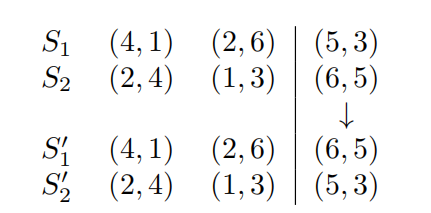 S₁ (4, 1) (2, 6) | (5, 3)
S₂ (2, 4) (1, 3) | (6, 5)
↓
S′₁ (4, 1) (2, 6) | (6, 5)
S′₂ (2, 4) (1, 3) | (5, 3)